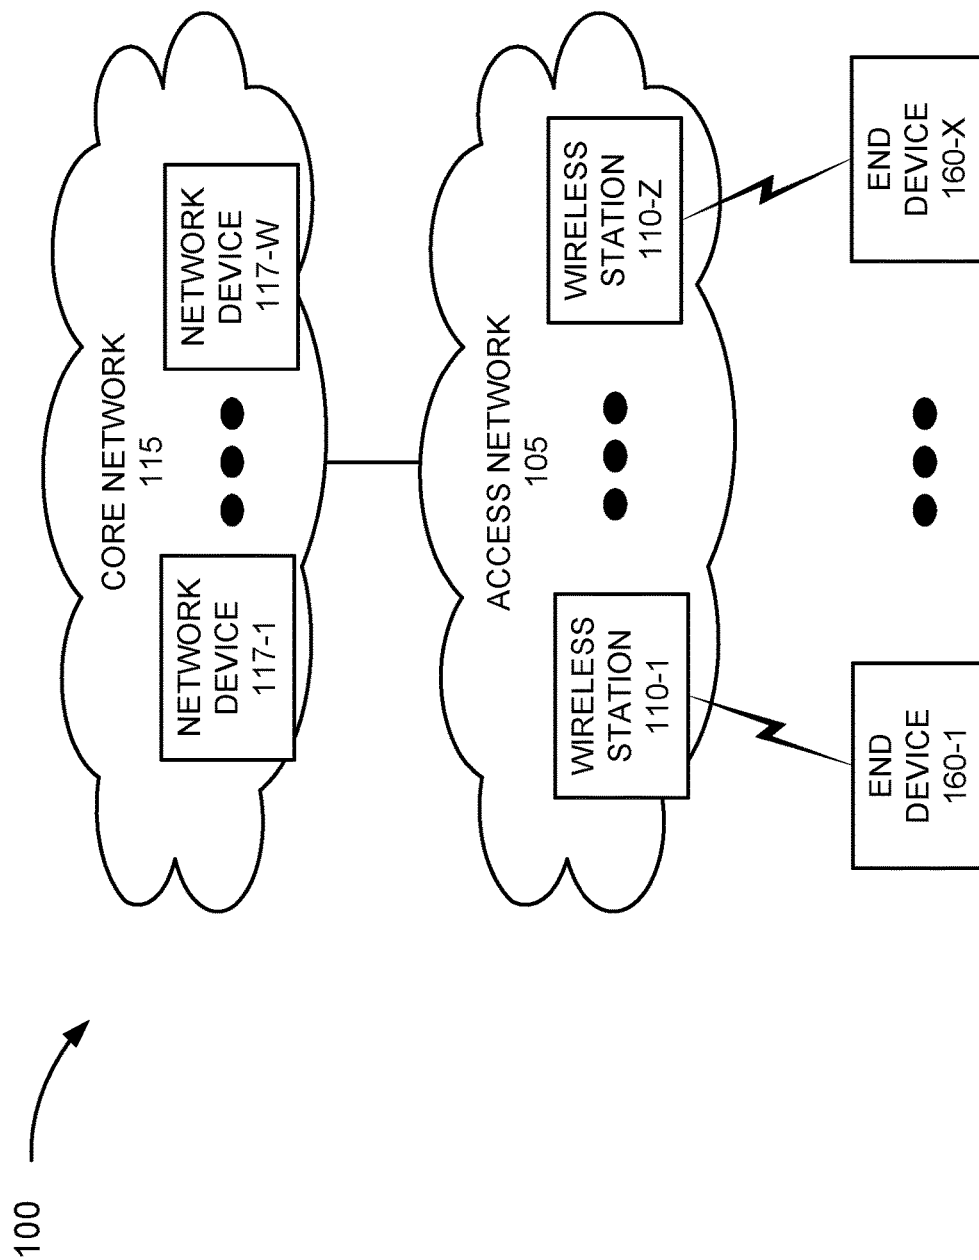 100
CORE NETWORK
115
NETWORK
DEVICE
117-1
NETWORK
DEVICE
117-W
ACCESS NETWORK
105
WIRELESS
STATION
110-1
WIRELESS
STATION
110-Z
END
DEVICE
160-1
END
DEVICE
160-X